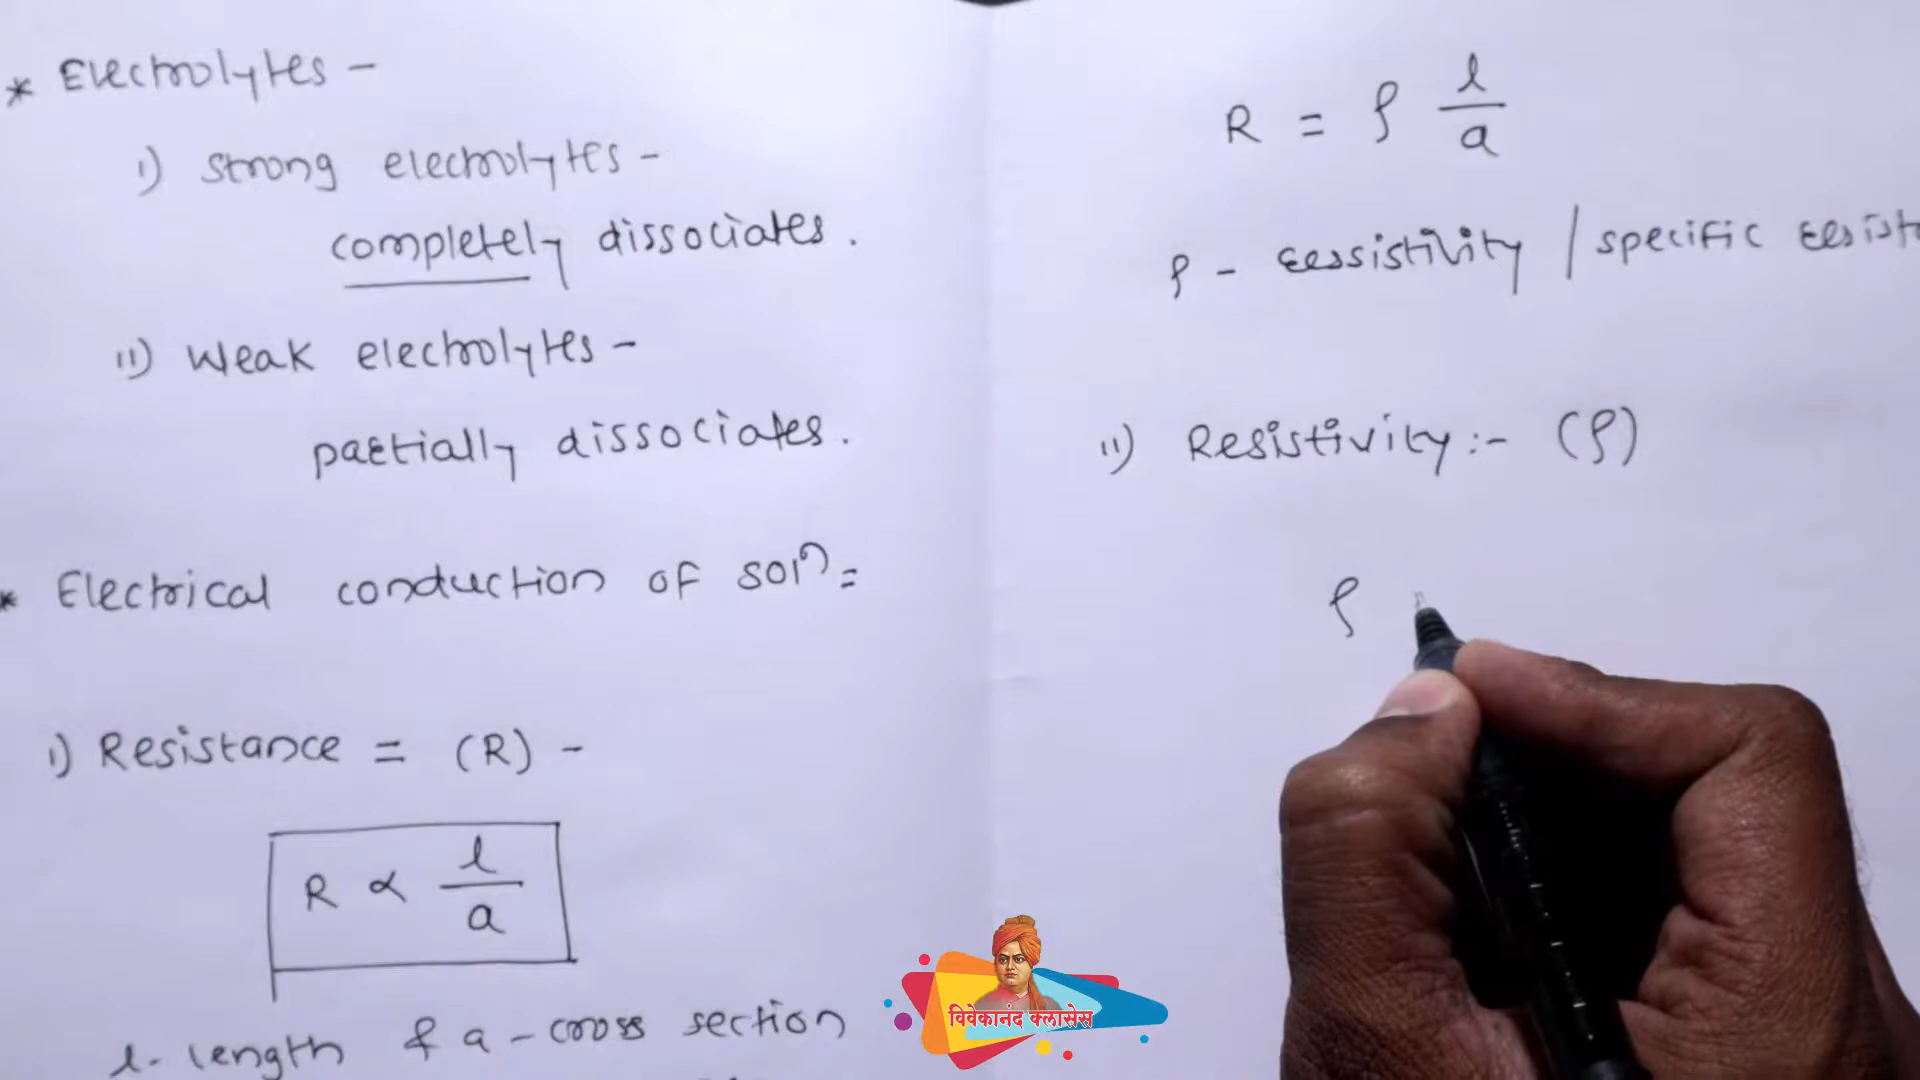 * Electrolytes -
i) strong electrolytes -
completely dissociates.
ii) Weak electrolytes -
partially dissociates.
* Electrical conduction of solⁿ =
i) Resistance = (R) -
R ∝ l/a
l - length & a - cross section
R = ρ l/a
ρ - ressistivity / specific resist
ii) Resistivity :- (ρ)
ρ
विवेकानंद क्लासेस